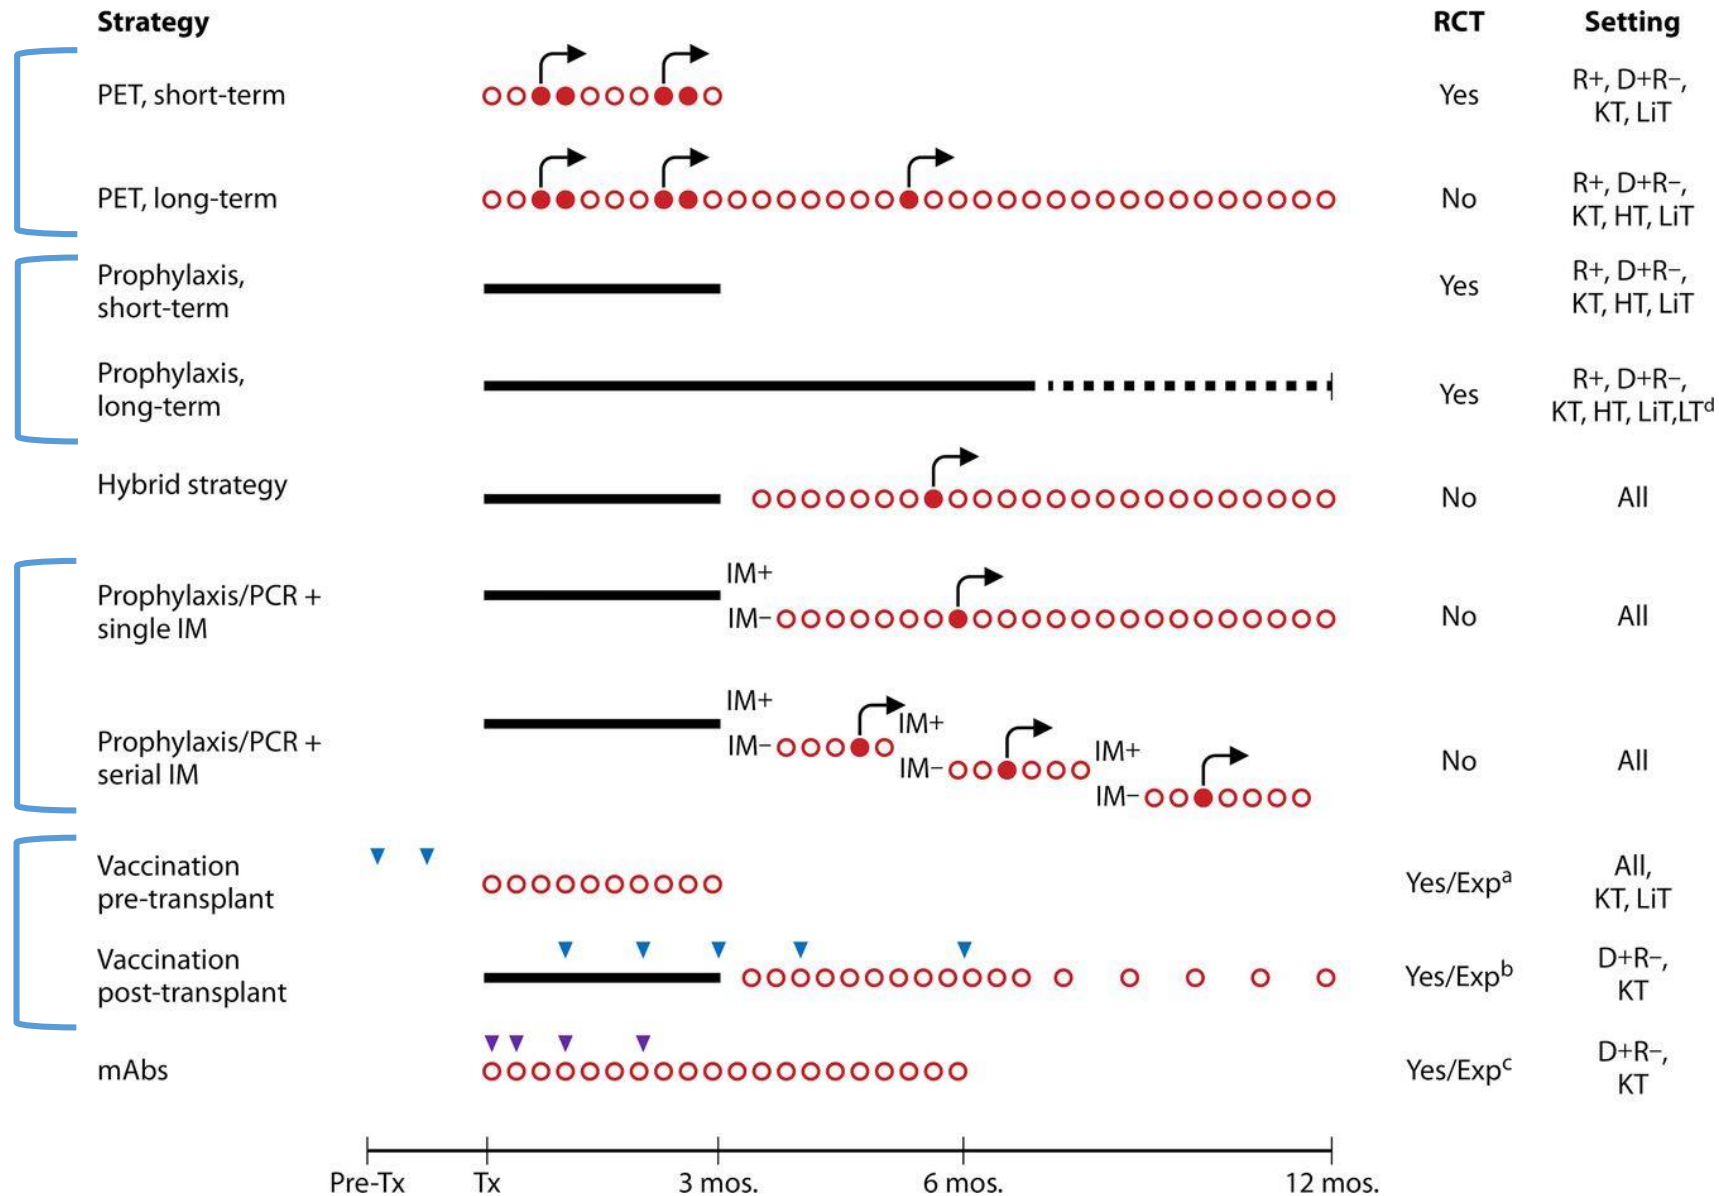 Strategy RCT Setting
PET, short-term Yes R+, D+R−,
KT, LiT
PET, long-term No R+, D+R−,
KT, HT, LiT
Prophylaxis,
short-term Yes R+, D+R−,
KT, HT, LiT
Prophylaxis,
long-term Yes R+, D+R−,
KT, HT, LiT,LTd
Hybrid strategy No All
Prophylaxis/PCR +
single IM
IM+
IM−
No All
Prophylaxis/PCR +
serial IM
IM+
IM−
IM+
IM−
IM+
IM−
No All
Vaccination
pre-transplant Yes/Expa All,
KT, LiT
Vaccination
post-transplant Yes/Expb D+R−,
KT
mAbs Yes/Expc D+R−,
KT
Pre-Tx Tx 3 mos. 6 mos. 12 mos.